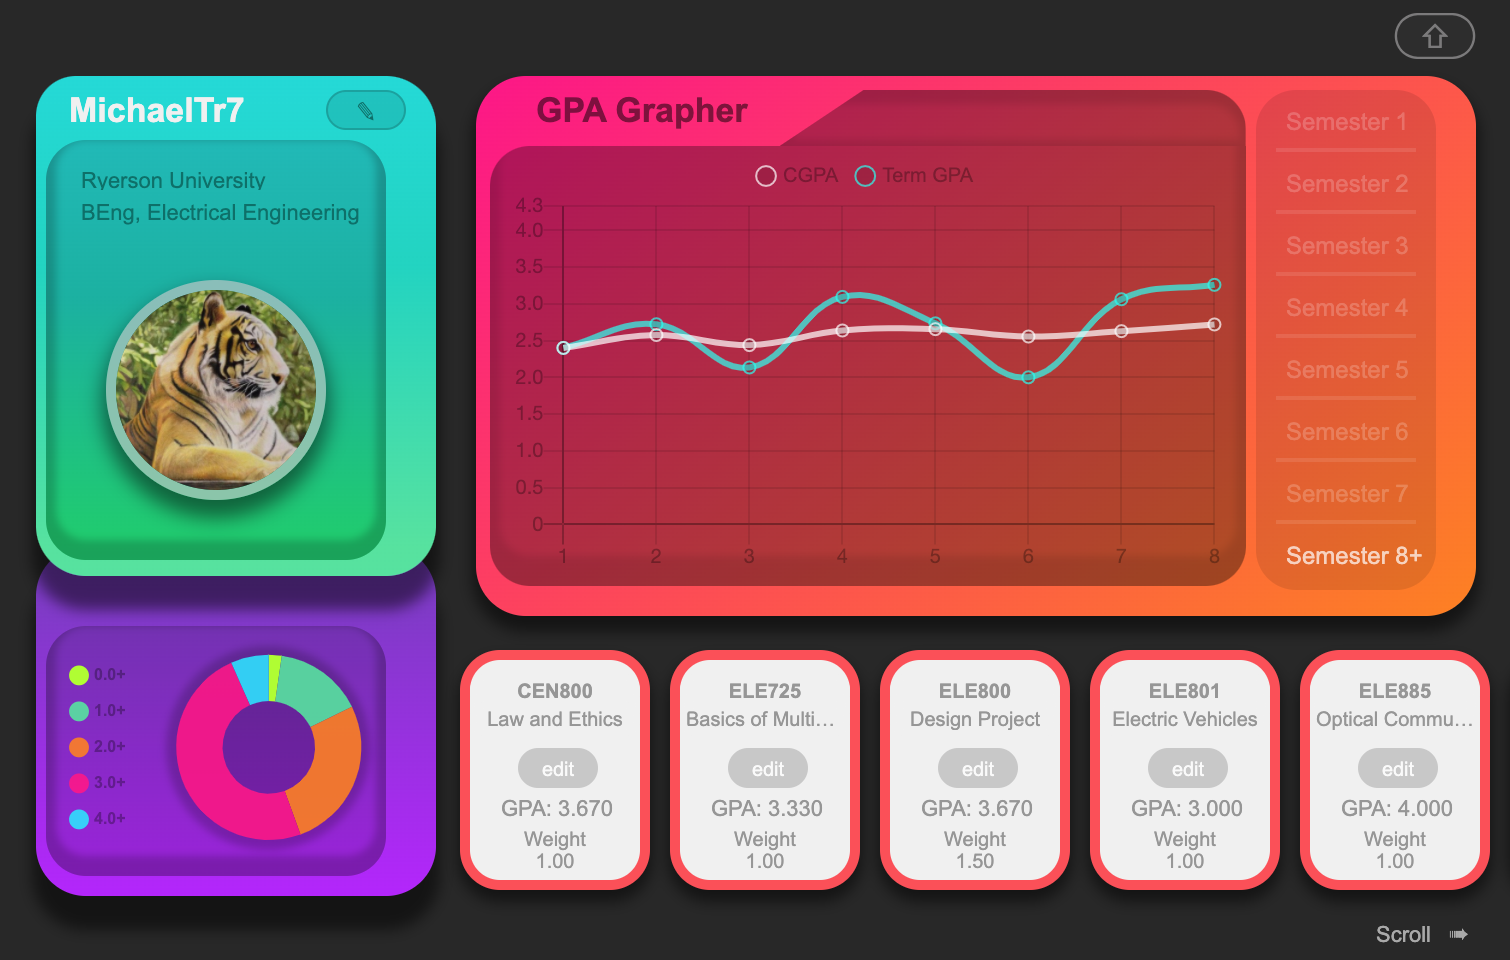 MichaelTr7
Ryerson University
BEng, Electrical Engineering
GPA Grapher
CGPA
Term GPA
4.3
4.0
3.5
3.0
2.5
2.0
1.5
1.0
0.5
0
1 2 3 4 5 6 7 8
Semester 1
Semester 2
Semester 3
Semester 4
Semester 5
Semester 6
Semester 7
Semester 8+
0.0+
1.0+
2.0+
3.0+
4.0+
CEN800
Law and Ethics
edit
GPA: 3.670
Weight
1.00
ELE725
Basics of Multi...
edit
GPA: 3.330
Weight
1.00
ELE800
Design Project
edit
GPA: 3.670
Weight
1.50
ELE801
Electric Vehicles
edit
GPA: 3.000
Weight
1.00
ELE885
Optical Commu...
edit
GPA: 4.000
Weight
1.00
Scroll